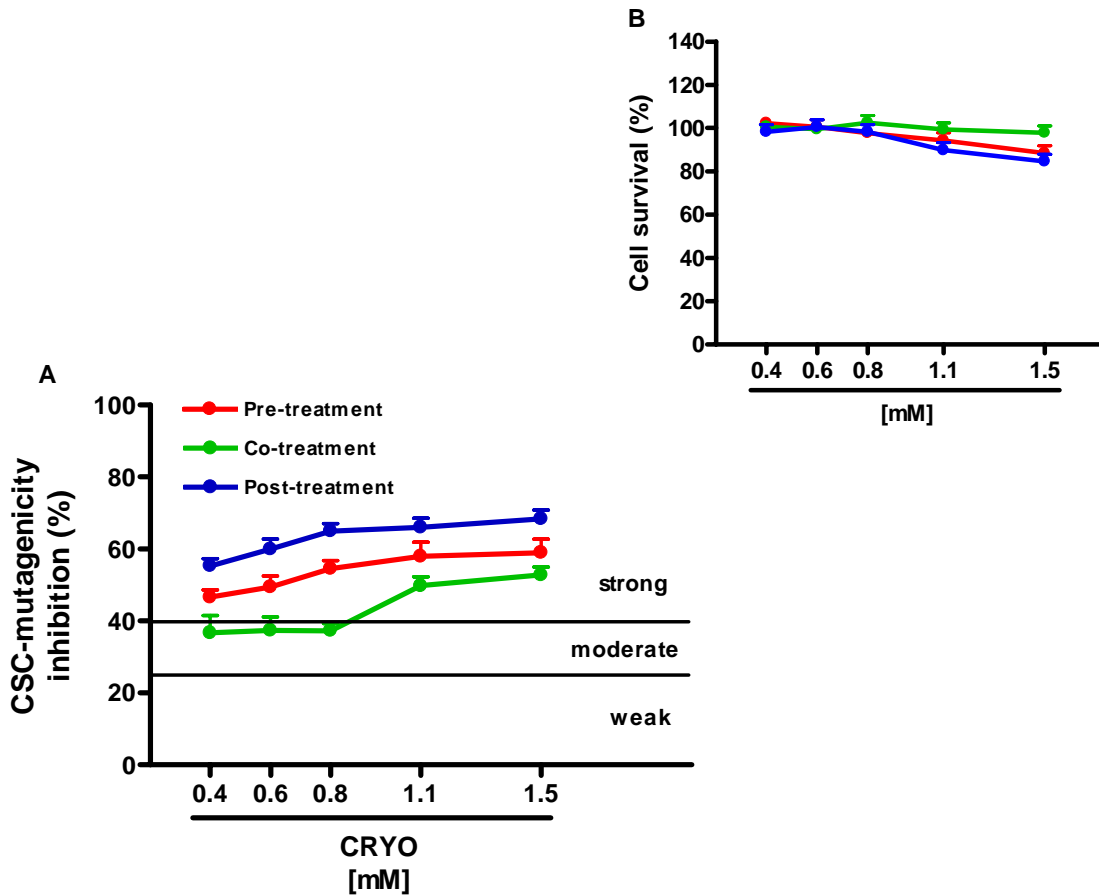 B
140
120
100
80
60
40
20
0
Cell survival (%)
0.4 0.6 0.8 1.1 1.5
[mM]
A
100
80
60
40
20
0
CSC-mutagenicity
inhibition (%)
Pre-treatment
Co-treatment
Post-treatment
strong
moderate
weak
0.4 0.6 0.8 1.1 1.5
CRYO
[mM]